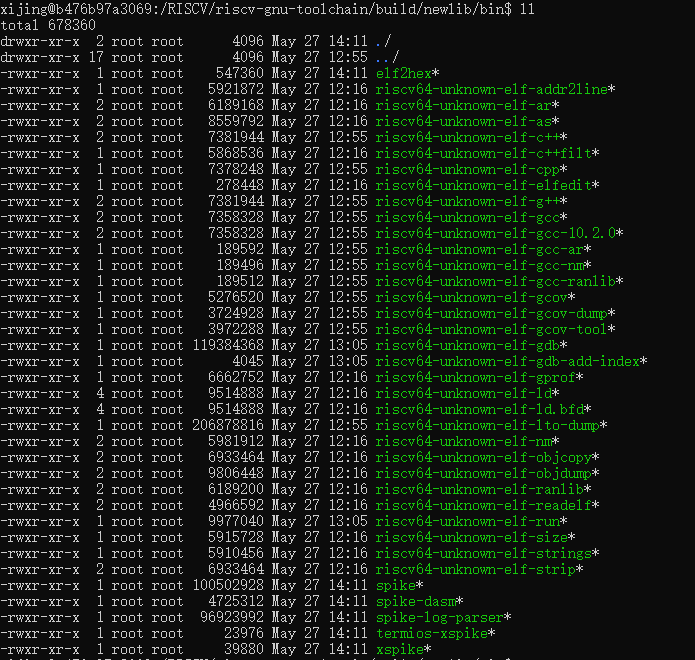 xijing@b476b97a3069:/RISCV/riscv-gnu-toolchain/build/newlib/bin$ ll
total 678360
drwxr-xr-x  2 root root      4096 May 27 14:11 ./
drwxr-xr-x 17 root root      4096 May 27 12:55 ../
-rwxr-xr-x  1 root root    547360 May 27 14:11 elf2hex*
-rwxr-xr-x  1 root root   5921872 May 27 12:16 riscv64-unknown-elf-addr2line*
-rwxr-xr-x  2 root root   6189168 May 27 12:16 riscv64-unknown-elf-ar*
-rwxr-xr-x  2 root root   8559792 May 27 12:16 riscv64-unknown-elf-as*
-rwxr-xr-x  2 root root   7381944 May 27 12:55 riscv64-unknown-elf-c++*
-rwxr-xr-x  1 root root   5868536 May 27 12:16 riscv64-unknown-elf-c++filt*
-rwxr-xr-x  1 root root   7378248 May 27 12:55 riscv64-unknown-elf-cpp*
-rwxr-xr-x  1 root root    278448 May 27 12:16 riscv64-unknown-elf-elfedit*
-rwxr-xr-x  2 root root   7381944 May 27 12:55 riscv64-unknown-elf-g++*
-rwxr-xr-x  2 root root   7358328 May 27 12:55 riscv64-unknown-elf-gcc*
-rwxr-xr-x  2 root root   7358328 May 27 12:55 riscv64-unknown-elf-gcc-10.2.0*
-rwxr-xr-x  1 root root    189592 May 27 12:55 riscv64-unknown-elf-gcc-ar*
-rwxr-xr-x  1 root root    189496 May 27 12:55 riscv64-unknown-elf-gcc-nm*
-rwxr-xr-x  1 root root    189512 May 27 12:55 riscv64-unknown-elf-gcc-ranlib*
-rwxr-xr-x  1 root root   5276520 May 27 12:55 riscv64-unknown-elf-gcov*
-rwxr-xr-x  1 root root   3724928 May 27 12:55 riscv64-unknown-elf-gcov-dump*
-rwxr-xr-x  1 root root   3972288 May 27 12:55 riscv64-unknown-elf-gcov-tool*
-rwxr-xr-x  1 root root 119384368 May 27 13:05 riscv64-unknown-elf-gdb*
-rwxr-xr-x  1 root root      4045 May 27 13:05 riscv64-unknown-elf-gdb-add-index*
-rwxr-xr-x  1 root root   6662752 May 27 12:16 riscv64-unknown-elf-gprof*
-rwxr-xr-x  4 root root   9514888 May 27 12:16 riscv64-unknown-elf-ld*
-rwxr-xr-x  4 root root   9514888 May 27 12:16 riscv64-unknown-elf-ld.bfd*
-rwxr-xr-x  1 root root 206878816 May 27 12:55 riscv64-unknown-elf-lto-dump*
-rwxr-xr-x  2 root root   5981912 May 27 12:16 riscv64-unknown-elf-nm*
-rwxr-xr-x  2 root root   6933464 May 27 12:16 riscv64-unknown-elf-objcopy*
-rwxr-xr-x  2 root root   9806448 May 27 12:16 riscv64-unknown-elf-objdump*
-rwxr-xr-x  2 root root   6189200 May 27 12:16 riscv64-unknown-elf-ranlib*
-rwxr-xr-x  2 root root   4966592 May 27 12:16 riscv64-unknown-elf-readelf*
-rwxr-xr-x  1 root root   9977040 May 27 13:05 riscv64-unknown-elf-run*
-rwxr-xr-x  1 root root   5915728 May 27 12:16 riscv64-unknown-elf-size*
-rwxr-xr-x  1 root root   5910456 May 27 12:16 riscv64-unknown-elf-strings*
-rwxr-xr-x  2 root root   6933464 May 27 12:16 riscv64-unknown-elf-strip*
-rwxr-xr-x  1 root root 100502928 May 27 14:11 spike*
-rwxr-xr-x  1 root root   4725312 May 27 14:11 spike-dasm*
-rwxr-xr-x  1 root root  96923992 May 27 14:11 spike-log-parser*
-rwxr-xr-x  1 root root     23976 May 27 14:11 termios-xspike*
-rwxr-xr-x  1 root root     39880 May 27 14:11 xspike*